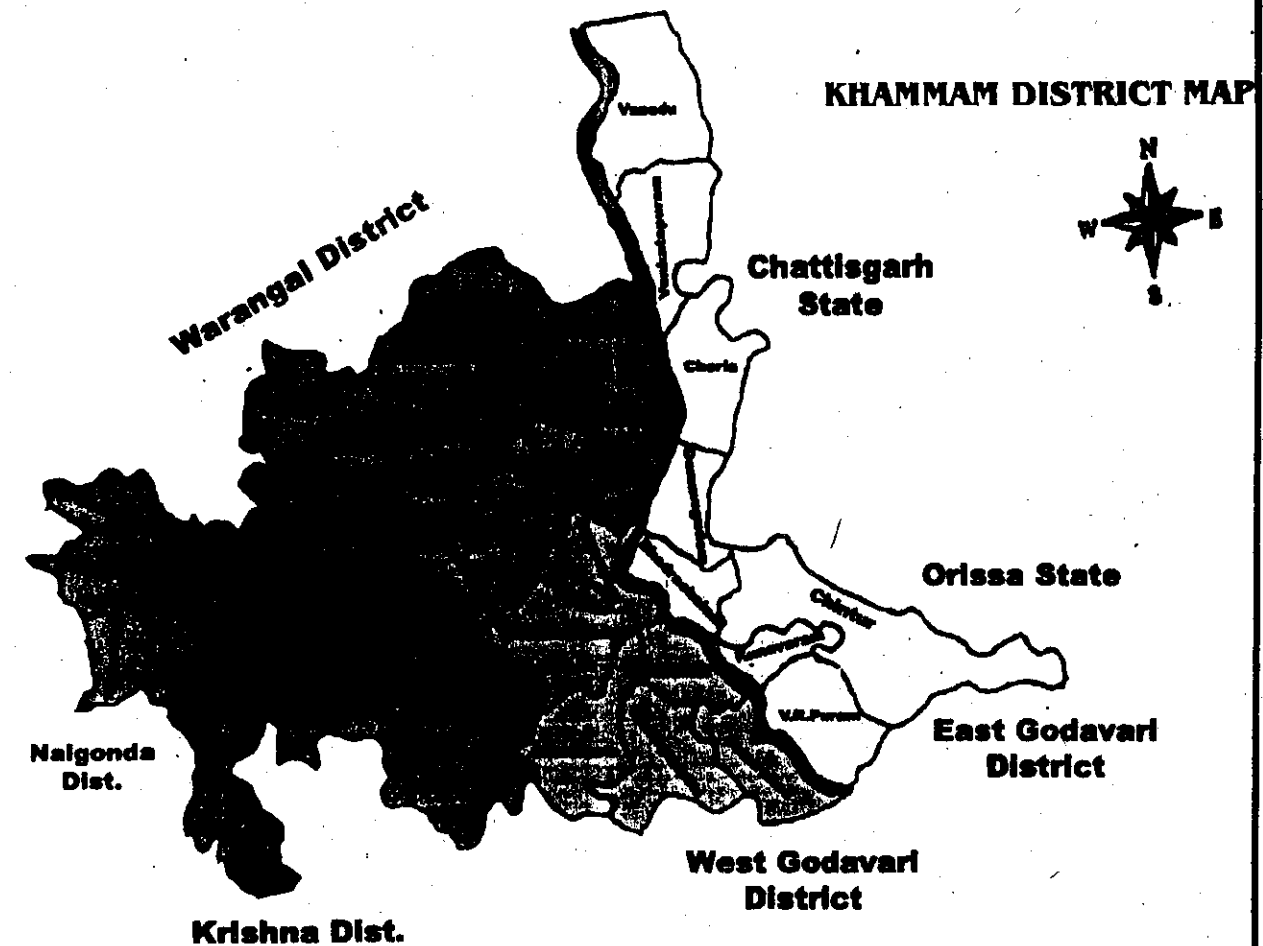 KHAMMAM DISTRICT MAP
N
W
E
S
Vazedu
Venkatapuram
Warangal District
Chattisgarh
State
Cherla
Orissa State
Chintur
V.R.Puram
East Godavari
District
Nalgonda
Dist.
West Godavari
District
Krishna Dist.